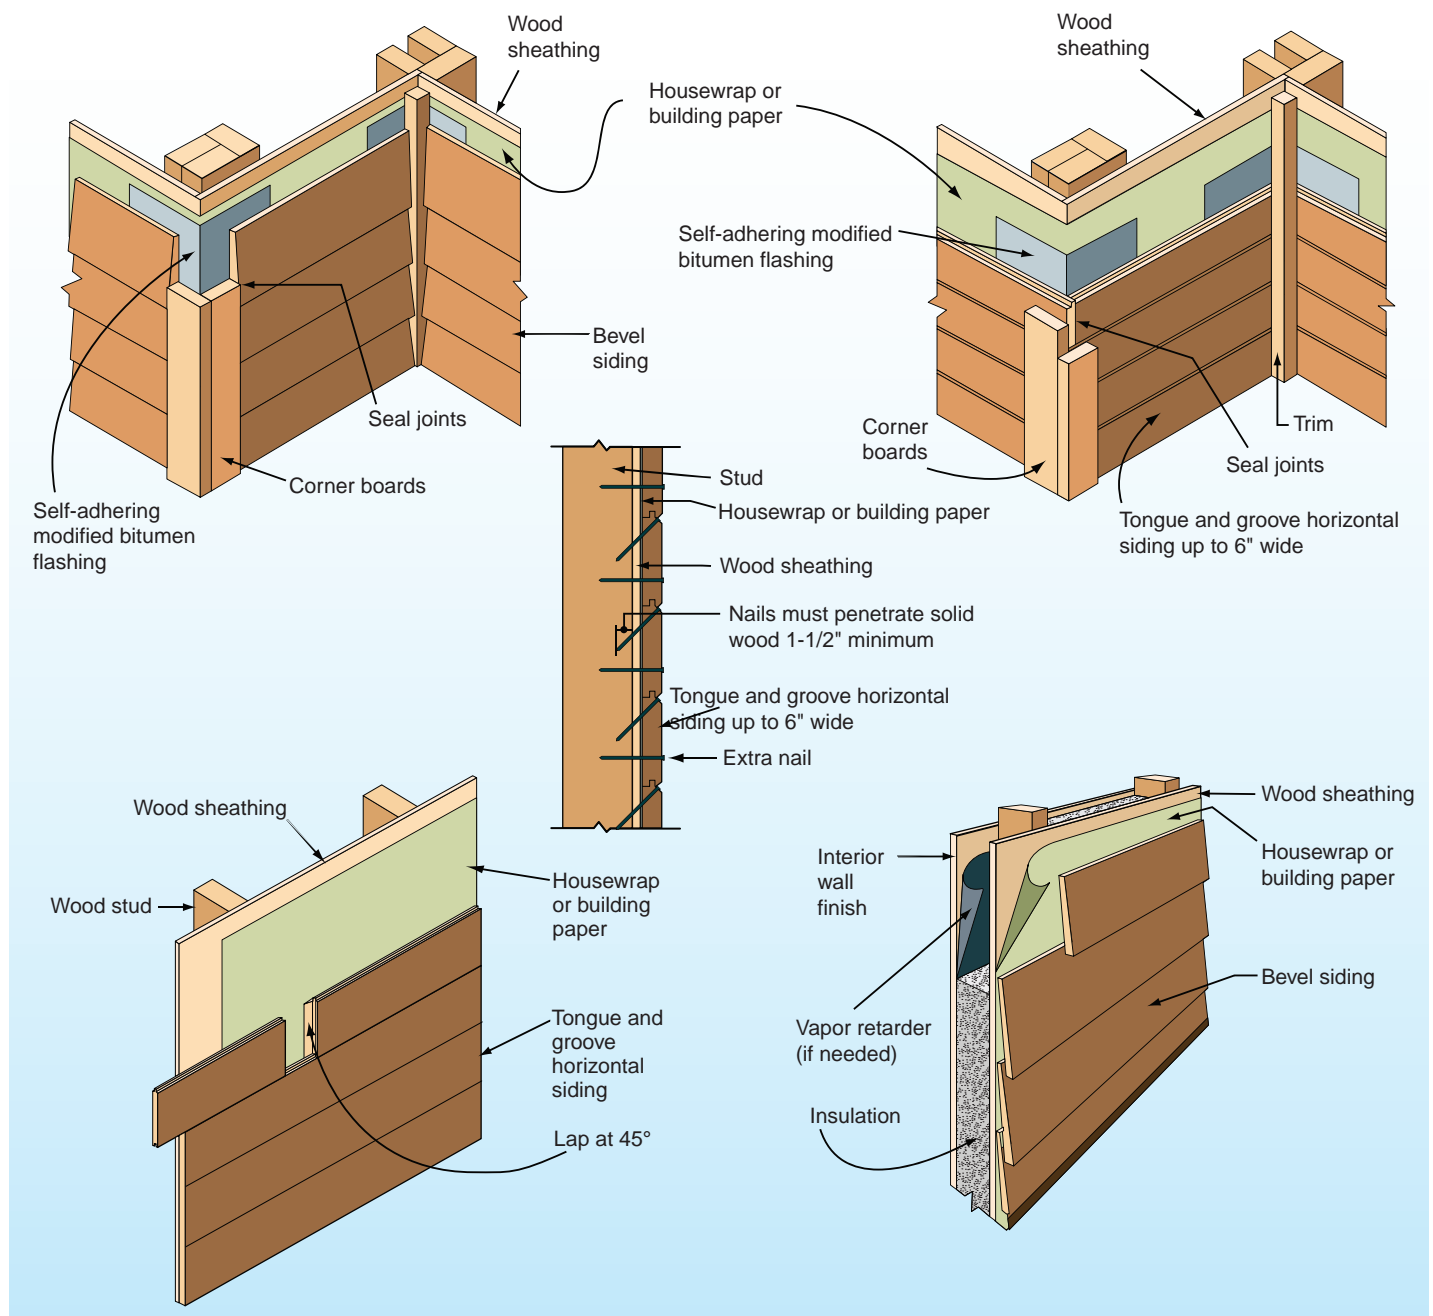 Wood
sheathing
Housewrap or
building paper
Bevel
siding
Seal joints
Corner boards
Self-adhering
modified bitumen
flashing
Wood
sheathing
Self-adhering modified
bitumen flashing
Corner
boards
Trim
Seal joints
Tongue and groove horizontal
siding up to 6" wide
Stud
Housewrap or building paper
Wood sheathing
Nails must penetrate solid
wood 1-1/2" minimum
Tongue and groove horizontal
siding up to 6" wide
Extra nail
Wood sheathing
Wood stud
Housewrap
or building
paper
Tongue and
groove
horizontal
siding
Lap at 45°
Wood sheathing
Interior
wall
finish
Housewrap or
building paper
Bevel siding
Vapor retarder
(if needed)
Insulation